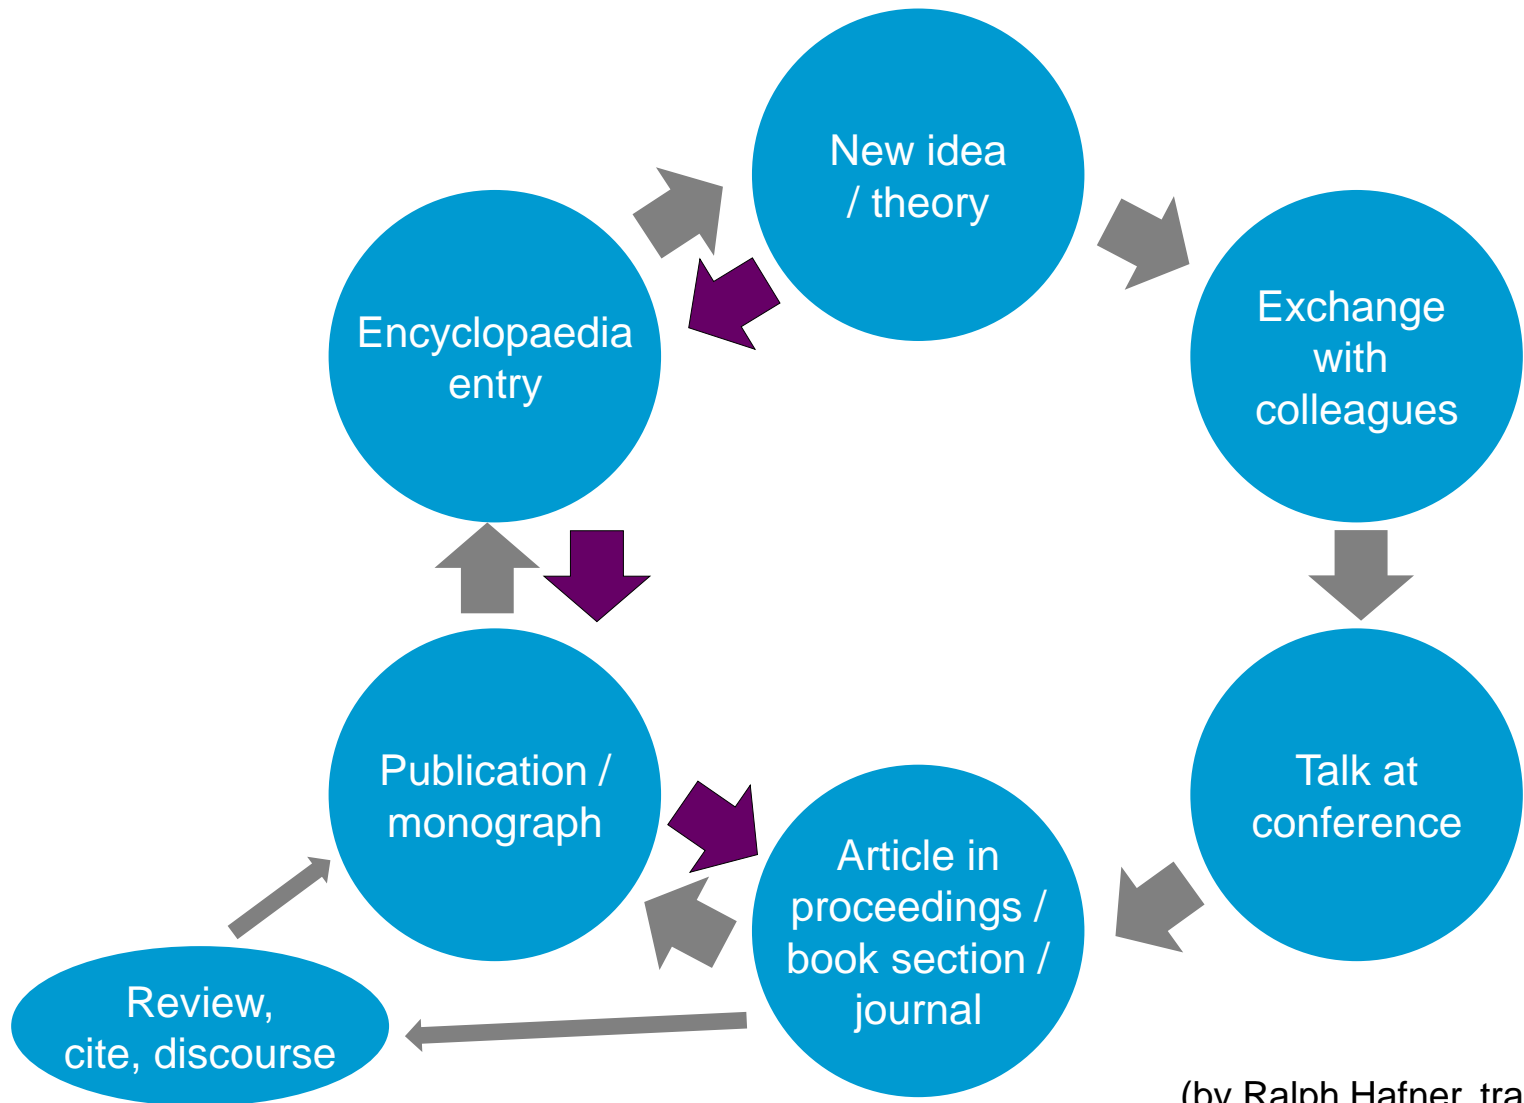 New idea
/ theory
Exchange
with
colleagues
Talk at
conference
Article in
proceedings /
book section /
journal
Review,
cite, discourse
Publication /
monograph
Encyclopaedia
entry
(by Ralph Hafner, tra